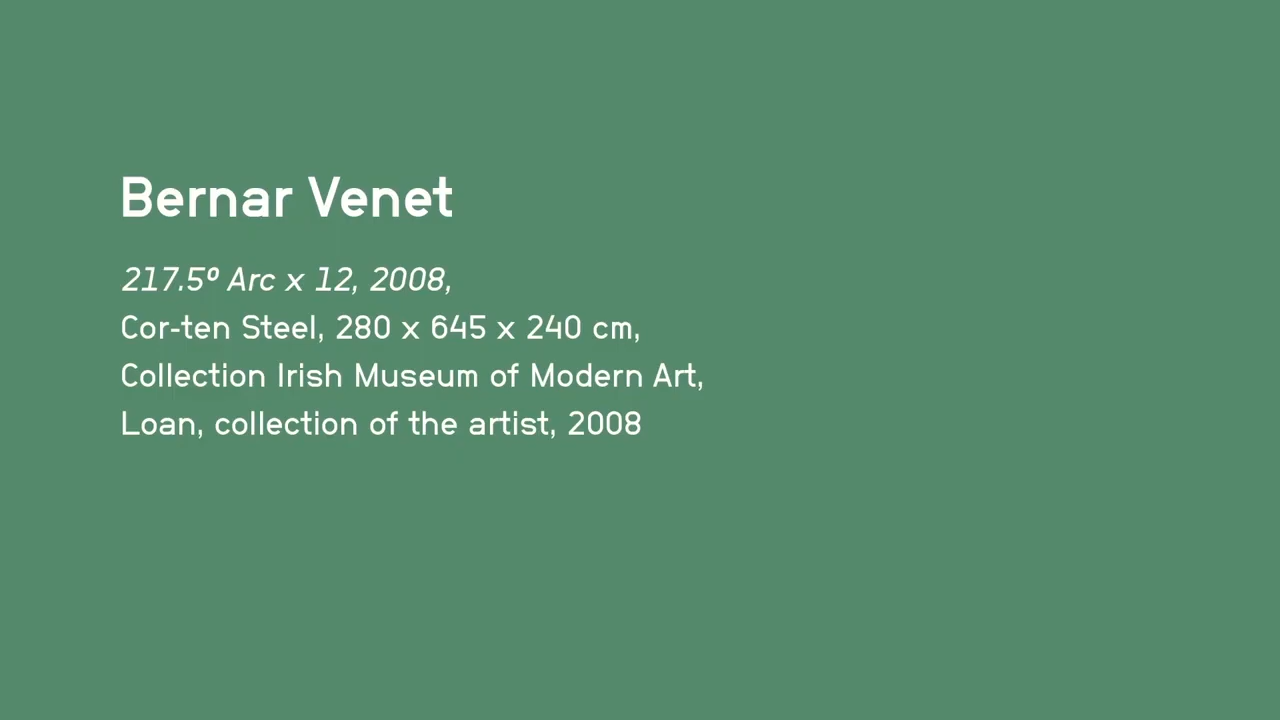 Bernar Venet
217.5º Arc x 12, 2008,
Cor-ten Steel, 280 x 645 x 240 cm,
Collection Irish Museum of Modern Art,
Loan, collection of the artist, 2008